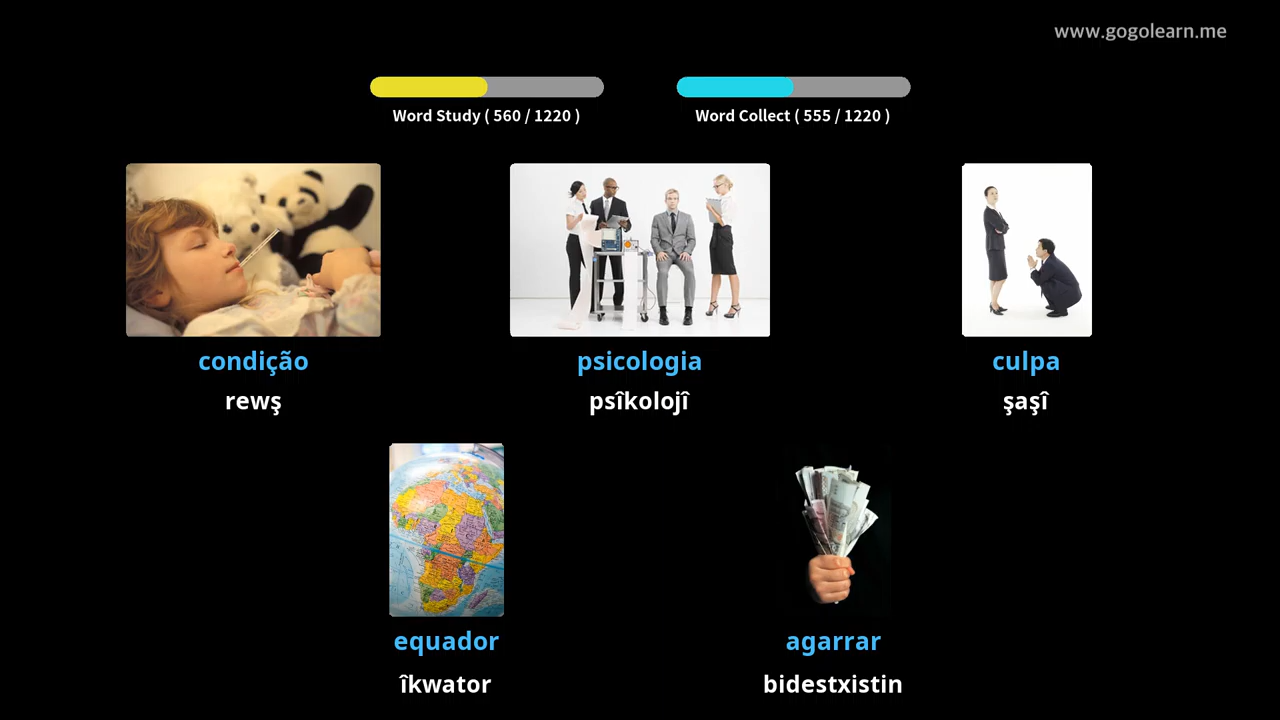 www.gogolearn.me
Word Study ( 560 / 1220 )
Word Collect ( 555 / 1220 )
condição
rewş
psicologia
psîkolojî
culpa
şaşî
equador
îkwator
agarrar
bidestxistin